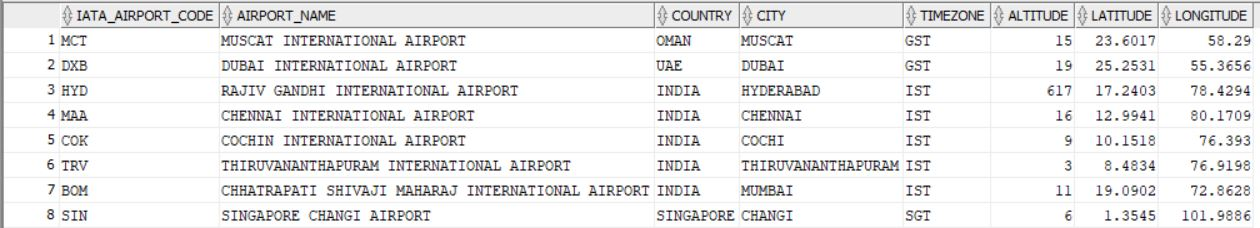 IATA_AIRPORT_CODE AIRPORT_NAME COUNTRY CITY TIMEZONE ALTITUDE LATITUDE LONGITUDE
1 MCT MUSCAT INTERNATIONAL AIRPORT OMAN MUSCAT GST 15 23.6017 58.29
2 DXB DUBAI INTERNATIONAL AIRPORT UAE DUBAI GST 19 25.2531 55.3656
3 HYD RAJIV GANDHI INTERNATIONAL AIRPORT INDIA HYDERABAD IST 617 17.2403 78.4294
4 MAA CHENNAI INTERNATIONAL AIRPORT INDIA CHENNAI IST 16 12.9941 80.1709
5 COK COCHIN INTERNATIONAL AIRPORT INDIA COCHI IST 9 10.1518 76.393
6 TRV THIRUVANANTHAPURAM INTERNATIONAL AIRPORT INDIA THIRUVANANTHAPURAM IST 3 8.4834 76.9198
7 BOM CHHATRAPATI SHIVAJI MAHARAJ INTERNATIONAL AIRPORT INDIA MUMBAI IST 11 19.0902 72.8628
8 SIN SINGAPORE CHANGI AIRPORT SINGAPORE CHANGI SGT 6 1.3545 101.9886